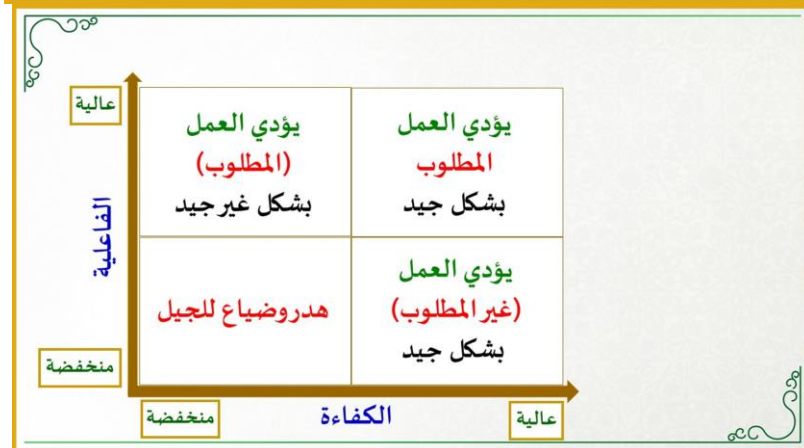 عالية
يؤدي العمل
المطلوب
بشكل جيد
يؤدي العمل
(المطلوب)
بشكل غير جيد
الفاعلية
يؤدي العمل
(غير المطلوب)
بشكل جيد
هدر وضياع للجيل
منخفضة
عالية
الكفاءة
منخفضة